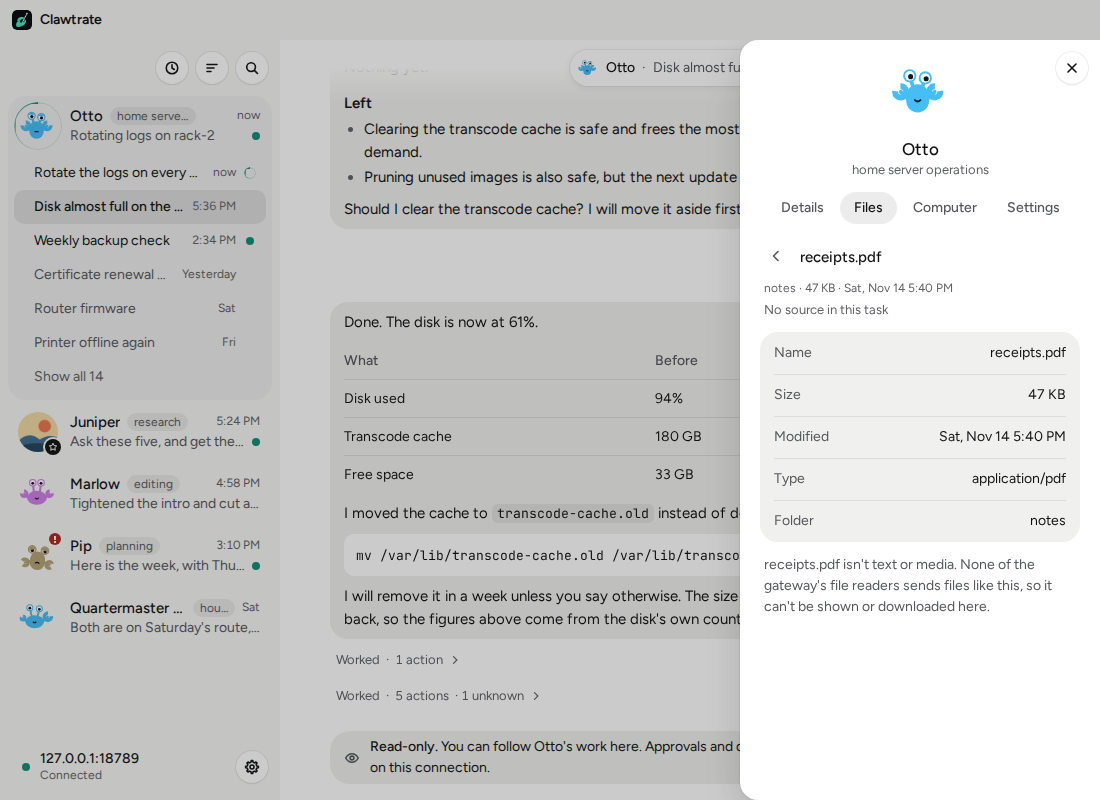 Clawtrate
Otto
home serve...
now
Rotating logs on rack-2
Rotate the logs on every ...
now
Disk almost full on the ...
5:36 PM
Weekly backup check
2:34 PM
Certificate renewal ...
Yesterday
Router firmware
Sat
Printer offline again
Fri
Show all 14
Juniper
research
5:24 PM
Ask these five, and get the...
Marlow
editing
4:58 PM
Tightened the intro and cut a...
Pip
planning
3:10 PM
Here is the week, with Thu...
Quartermaster ...
hou...
Sat
Both are on Saturday's route,...
127.0.0.1:18789
Connected
Nothing yet.
Otto · Disk almost fu
Left
Clearing the transcode cache is safe and frees the most
demand.
Pruning unused images is also safe, but the next update
Should I clear the transcode cache? I will move it aside first
Done. The disk is now at 61%.
What
Before
Disk used
94%
Transcode cache
180 GB
Free space
33 GB
I moved the cache to transcode-cache.old instead of d
mv /var/lib/transcode-cache.old /var/lib/transco
I will remove it in a week unless you say otherwise. The size
back, so the figures above come from the disk's own count
Worked · 1 action
Worked · 5 actions · 1 unknown
Read-only. You can follow Otto's work here. Approvals and
on this connection.
Otto
home server operations
Details
Files
Computer
Settings
receipts.pdf
notes · 47 KB · Sat, Nov 14 5:40 PM
No source in this task
Name
receipts.pdf
Size
47 KB
Modified
Sat, Nov 14 5:40 PM
Type
application/pdf
Folder
notes
receipts.pdf isn't text or media. None of the
gateway's file readers sends files like this, so it
can't be shown or downloaded here.